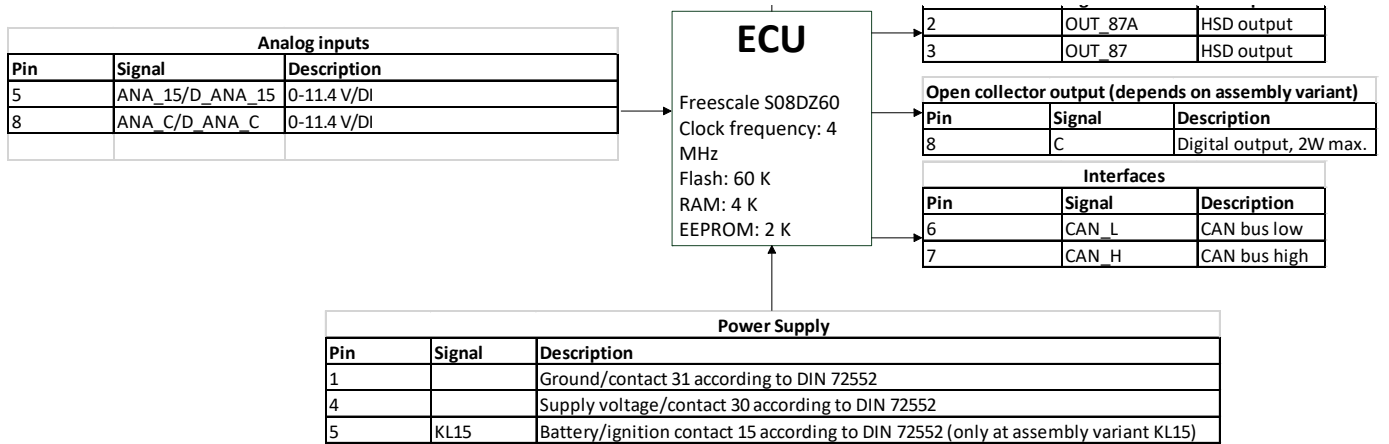 Analog inputs
Pin Signal Description
5 ANA_15/D_ANA_15 0-11.4 V/DI
8 ANA_C/D_ANA_C 0-11.4 V/DI
ECU
Freescale S08DZ60
Clock frequency: 4
MHz
Flash: 60 K
RAM: 4 K
EEPROM: 2 K
2 OUT_87A HSD output
3 OUT_87 HSD output
Open collector output (depends on assembly variant)
Pin Signal Description
8 C Digital output, 2W max.
Interfaces
Pin Signal Description
6 CAN_L CAN bus low
7 CAN_H CAN bus high
Power Supply
Pin Signal Description
1 Ground/contact 31 according to DIN 72552
4 Supply voltage/contact 30 according to DIN 72552
5 KL15 Battery/ignition contact 15 according to DIN 72552 (only at assembly variant KL15)